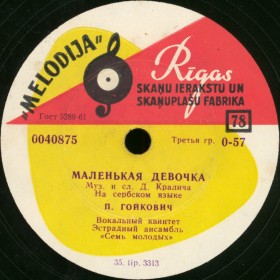 "MELODIJA"
Rīgas
SKAŅU IERAKSTU UN
SKAŅUPLAŠU FABRIKA
Гост 5289-61
78
0040875
Третья гр. 0-57
МАЛЕНЬКАЯ ДЕВОЧКА
Муз. и сл. Д. Кралича
На сербском языке
П. ГОЙКОВИЧ
Вокальный квинтет
Эстрадный ансамбль
«Семь молодых»
35. tip. 3313